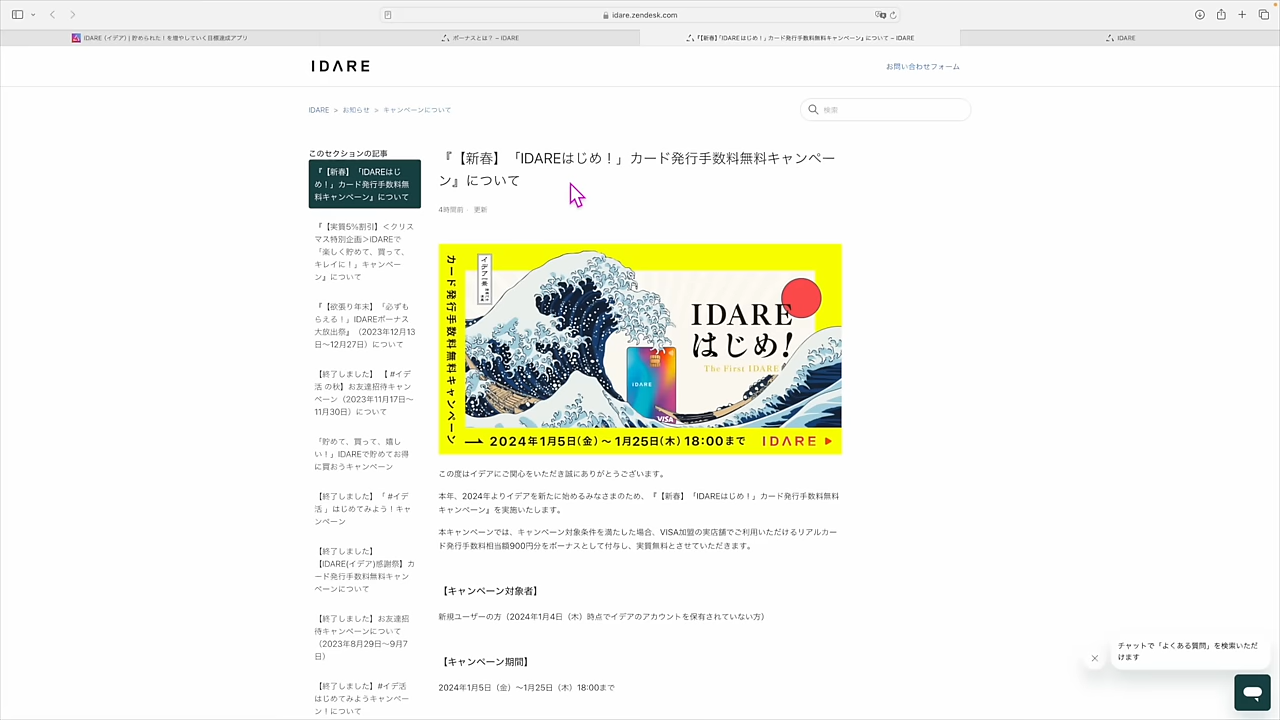 idare.zendesk.com
IDARE (イデア) | 貯められた！を増やしていく目標達成アプリ
ボーナスとは？ – IDARE
『【新春】「IDAREはじめ！」カード発行手数料無料キャンペーン』について – IDARE
IDARE
IDARE
お問い合わせフォーム
IDARE > お知らせ > キャンペーンについて
検索
このセクションの記事
『【新春】「IDAREはじ
め！」カード発行手数料無
料キャンペーン』について
『【実質5%割引】＜クリス
マス特別企画＞IDAREで
「楽しく貯めて、買って、
キレイに！」キャンペー
ン』について
『【欲張り年末】「必ずも
らえる！」IDAREボーナス
大放出祭』（2023年12月13
日〜12月27日）について
【終了しました】【 #イデ
活 の秋】お友達招待キャン
ペーン（2023年11月17日〜
11月30日）について
「貯めて、買って、嬉し
い！」IDAREで貯めてお得
に買おうキャンペーン
【終了しました】「 #イデ
活 」はじめてみよう！キャ
ンペーン
【終了しました】
【IDARE(イデア)感謝祭】カ
ード発行手数料無料キャン
ペーンについて
【終了しました】お友達招
待キャンペーンについて
（2023年8月29日〜9月7
日）
【終了しました】#イデ活
はじめてみようキャンペー
ン！について
『【新春】「IDAREはじめ！」カード発行手数料無料キャンペー
ン』について
4時間前 · 更新
カード発行手数料無料キャンペーン
IDARE
はじめ！
The First IDARE
IDARE
VISA
2024年1月5日(金)〜1月25日(木)18:00まで
IDARE
この度はイデアにご関心をいただき誠にありがとうございます。
本年、2024年よりイデアを新たに始めるみなさまのため、『【新春】「IDAREはじめ！」カード発行手数料無料
キャンペーン』を実施いたします。
本キャンペーンでは、キャンペーン対象条件を満たした場合、VISA加盟の実店舗でご利用いただけるリアルカー
ド発行手数料相当額900円分をボーナスとして付与し、実質無料とさせていただきます。
【キャンペーン対象者】
新規ユーザーの方（2024年1月4日（木）時点でイデアのアカウントを保有されていない方）
【キャンペーン期間】
2024年1月5日（金）〜1月25日（木）18:00まで
チャットで「よくある質問」を検索いただ
けます